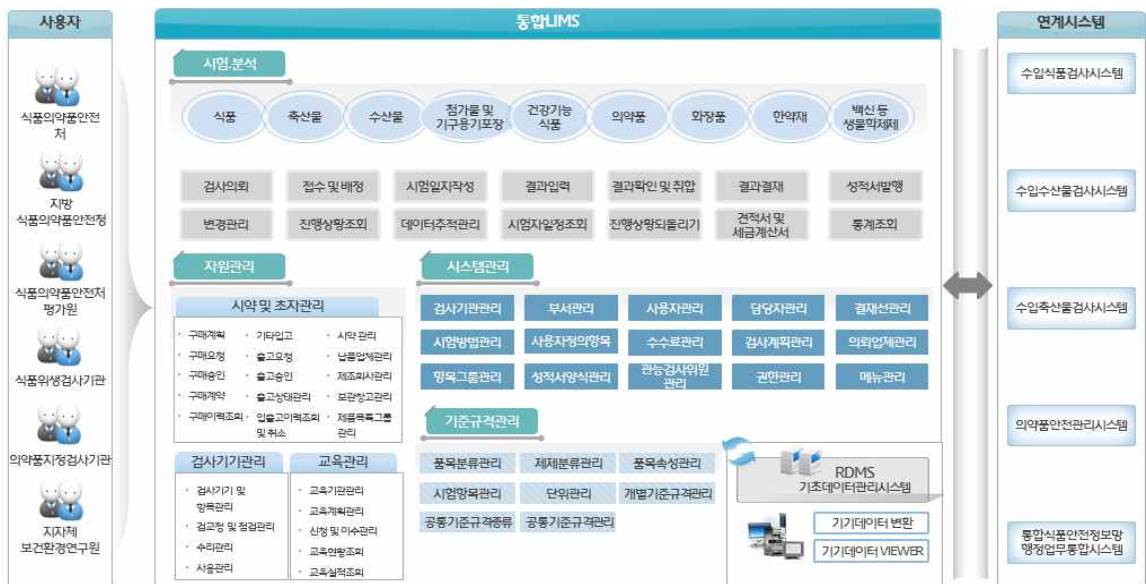 사용자
식품의약품안전
처
지방
식품의약품안전청
식품의약품안전처
평가원
식품위생검사기관
의약품지정검사기관
지자체
보건환경연구원
통합LIMS
시험.분석
식품
축산물
수산물
첨가물 및
기구용기포장
건강기능
식품
의약품
화장품
한약재
백신 등
생물학제제
검사의뢰
접수 및 배정
시험일지작성
결과입력
결과확인 및 취합
결과결재
성적서발행
변경관리
진행상황조회
데이터추적관리
시험자일정조회
진행상황되돌리기
견적서 및
세금계산서
통계조회
자원관리
시약 및 초자관리
· 구매계획
· 구매요청
· 구매승인
· 구매계약
· 구매이력조회
· 기타입고
· 출고요청
· 출고승인
· 출고상태관리
· 입출고이력조회
및 취소
· 시약 관리
· 납품업체관리
· 제조회사관리
· 보관창고관리
· 제품목록그룹
관리
검사기기관리
· 검사기기 및
항목관리
· 검교정 및 점검관리
· 수리관리
· 사용관리
교육관리
· 교육기관관리
· 교육계획관리
· 신청 및 이수관리
· 교육현황조회
· 교육실적조회
시스템관리
검사기관관리
부서관리
사용자관리
담당자관리
결재선관리
시험방법관리
사용자정의항목
수수료관리
검사계획관리
의뢰업체관리
항목그룹관리
성적서양식관리
관능검사위원
관리
권한관리
메뉴관리
기준규격관리
품목분류관리
제제분류관리
품목속성관리
시험항목관리
단위관리
개별기준규격관리
공통기준규격종류
공통기준규격관리
RDMS
기초데이터관리시스템
기기데이터 변환
기기데이터 VIEWER
연계시스템
수입식품검사시스템
수입수산물검사시스템
수입축산물검사시스템
의약품안전관리시스템
통합식품안전정보망
행정업무통합시스템